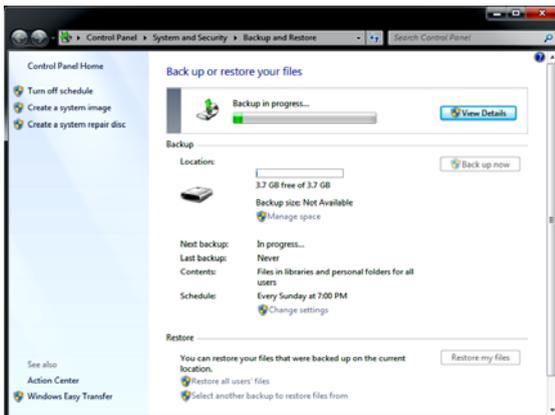 Control Panel ▸ System and Security ▸ Backup and Restore
Search Control Panel
Control Panel Home
Turn off schedule
Create a system image
Create a system repair disc
Back up or restore your files
Backup in progress...
View Details
Backup
Location:
Back up now
3.7 GB free of 3.7 GB
Backup size: Not Available
Manage space
Next backup: In progress...
Last backup: Never
Contents: Files in libraries and personal folders for all
users
Schedule: Every Sunday at 7:00 PM
Change settings
Restore
You can restore your files that were backed up on the current
location.
Restore my files
Restore all users' files
Select another backup to restore files from
See also
Action Center
Windows Easy Transfer